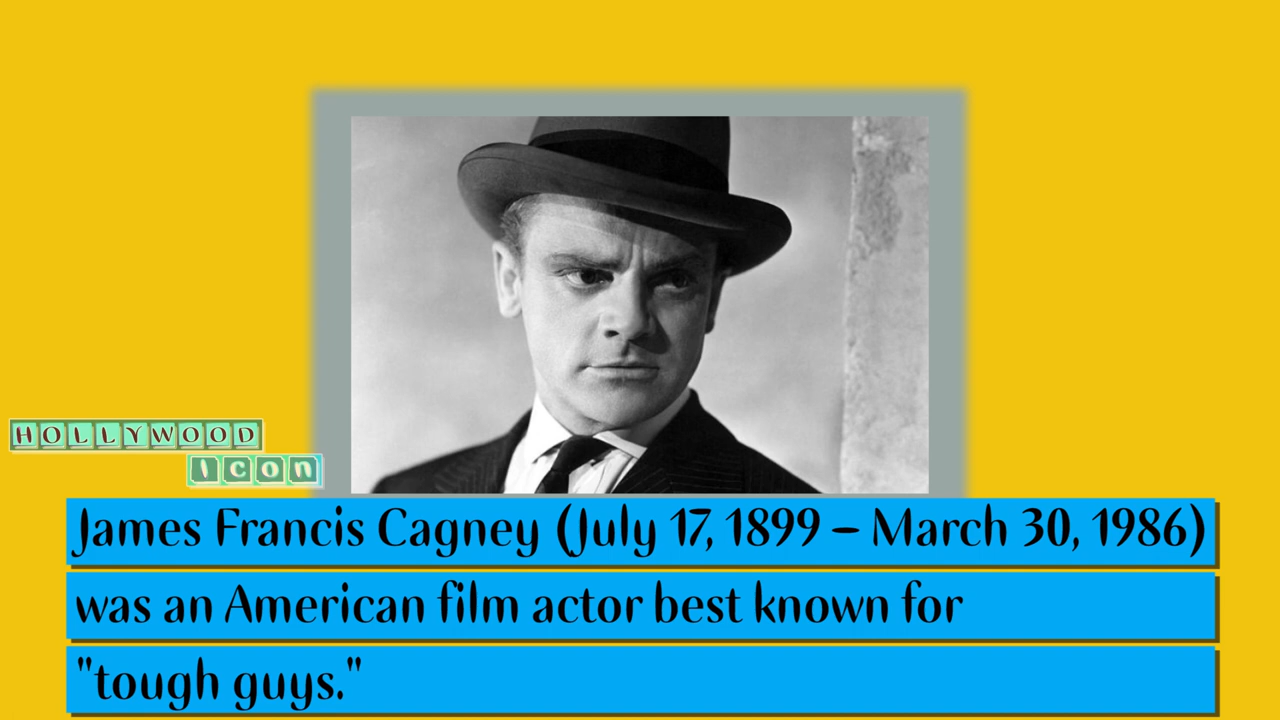 HOLLYWOOD
Icon
James Francis Cagney (July 17, 1899 – March 30, 1986)
was an American film actor best known for
"tough guys."